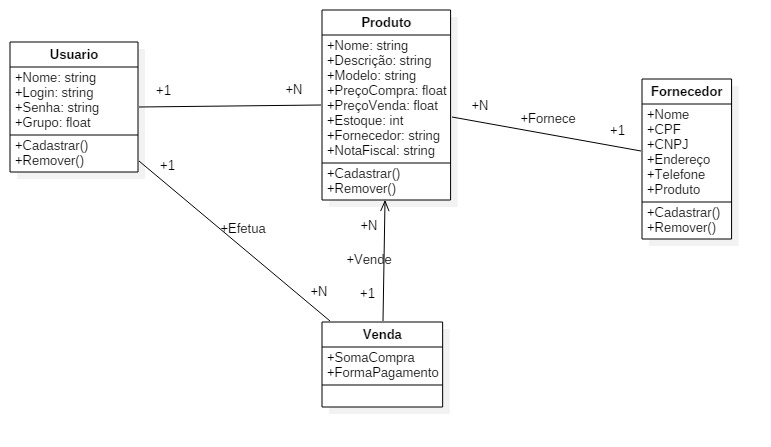 Usuario
+Nome: string
+Login: string
+Senha: string
+Grupo: float
+Cadastrar()
+Remover()
+1
+N
Produto
+Nome: string
+Descrição: string
+Modelo: string
+PreçoCompra: float
+PreçoVenda: float
+Estoque: int
+Fornecedor: string
+NotaFiscal: string
+Cadastrar()
+Remover()
+N
+Fornece
+1
Fornecedor
+Nome
+CPF
+CNPJ
+Endereço
+Telefone
+Produto
+Cadastrar()
+Remover()
+1
+Efetua
+N
+N
+Vende
+1
Venda
+SomaCompra
+FormaPagamento